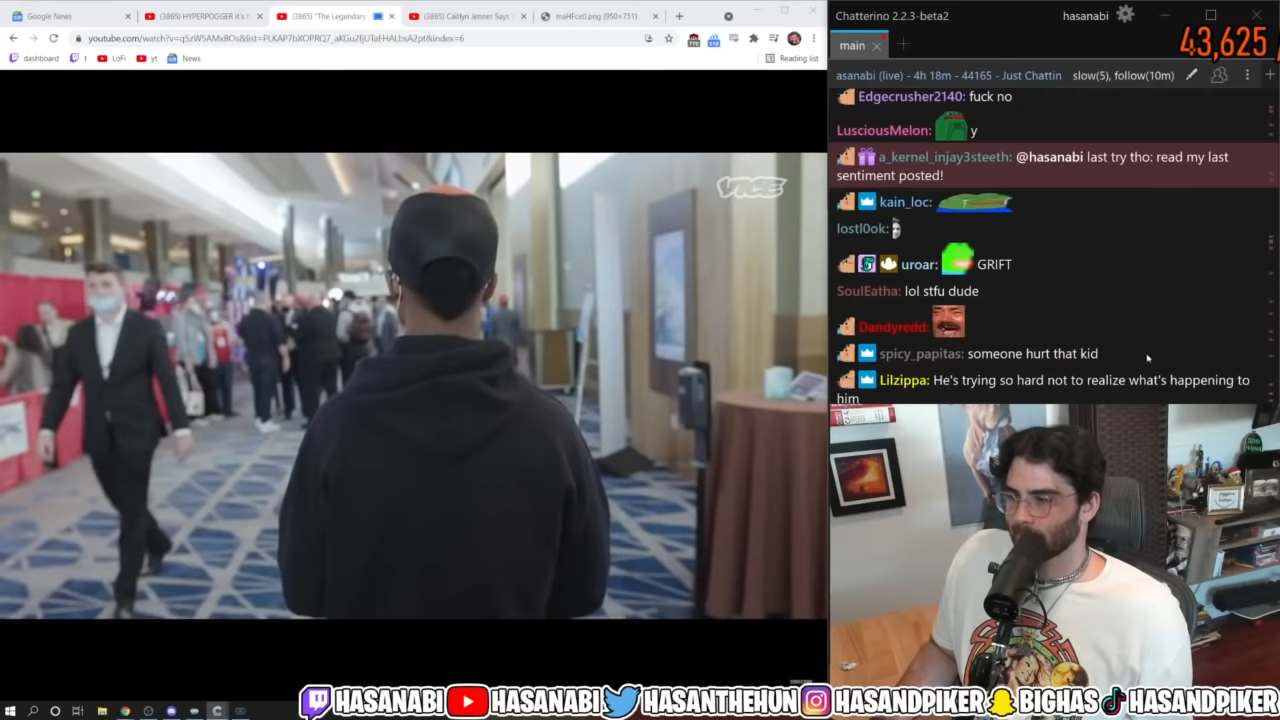 Google News
(3865) HYPERPOGGER it's h
(3865) "The Legendary
(3865) Caitlyn Jenner Says
maHFce0.png (950×751)
youtube.com/watch?v=q5zW5AMxBOs&list=PLKAP7bXOPRQ7_aKGu2fjUTaEHALbsA2pt&index=6
dashboard
t
LoFi
yt
News
Reading list
VICE
Chatterino 2.2.3-beta2
hasanabi
43,625
main
asanabi (live) - 4h 18m - 44165 - Just Chattin
slow(5), follow(10m)
Edgecrusher2140: fuck no
LusciousMelon: y
a_kernel_injay3steeth: @hasanabi last try tho: read my last
sentiment posted!
kain_loc:
lostl0ok:
uroar: GRIFT
SoulEatha: lol stfu dude
Dandyredd:
spicy_papitas: someone hurt that kid
Lilzippa: He's trying so hard not to realize what's happening to
him
HASANABI HASANABI HASANTHEHUN HASANDPIKER BIGHAS HASANDPIKER